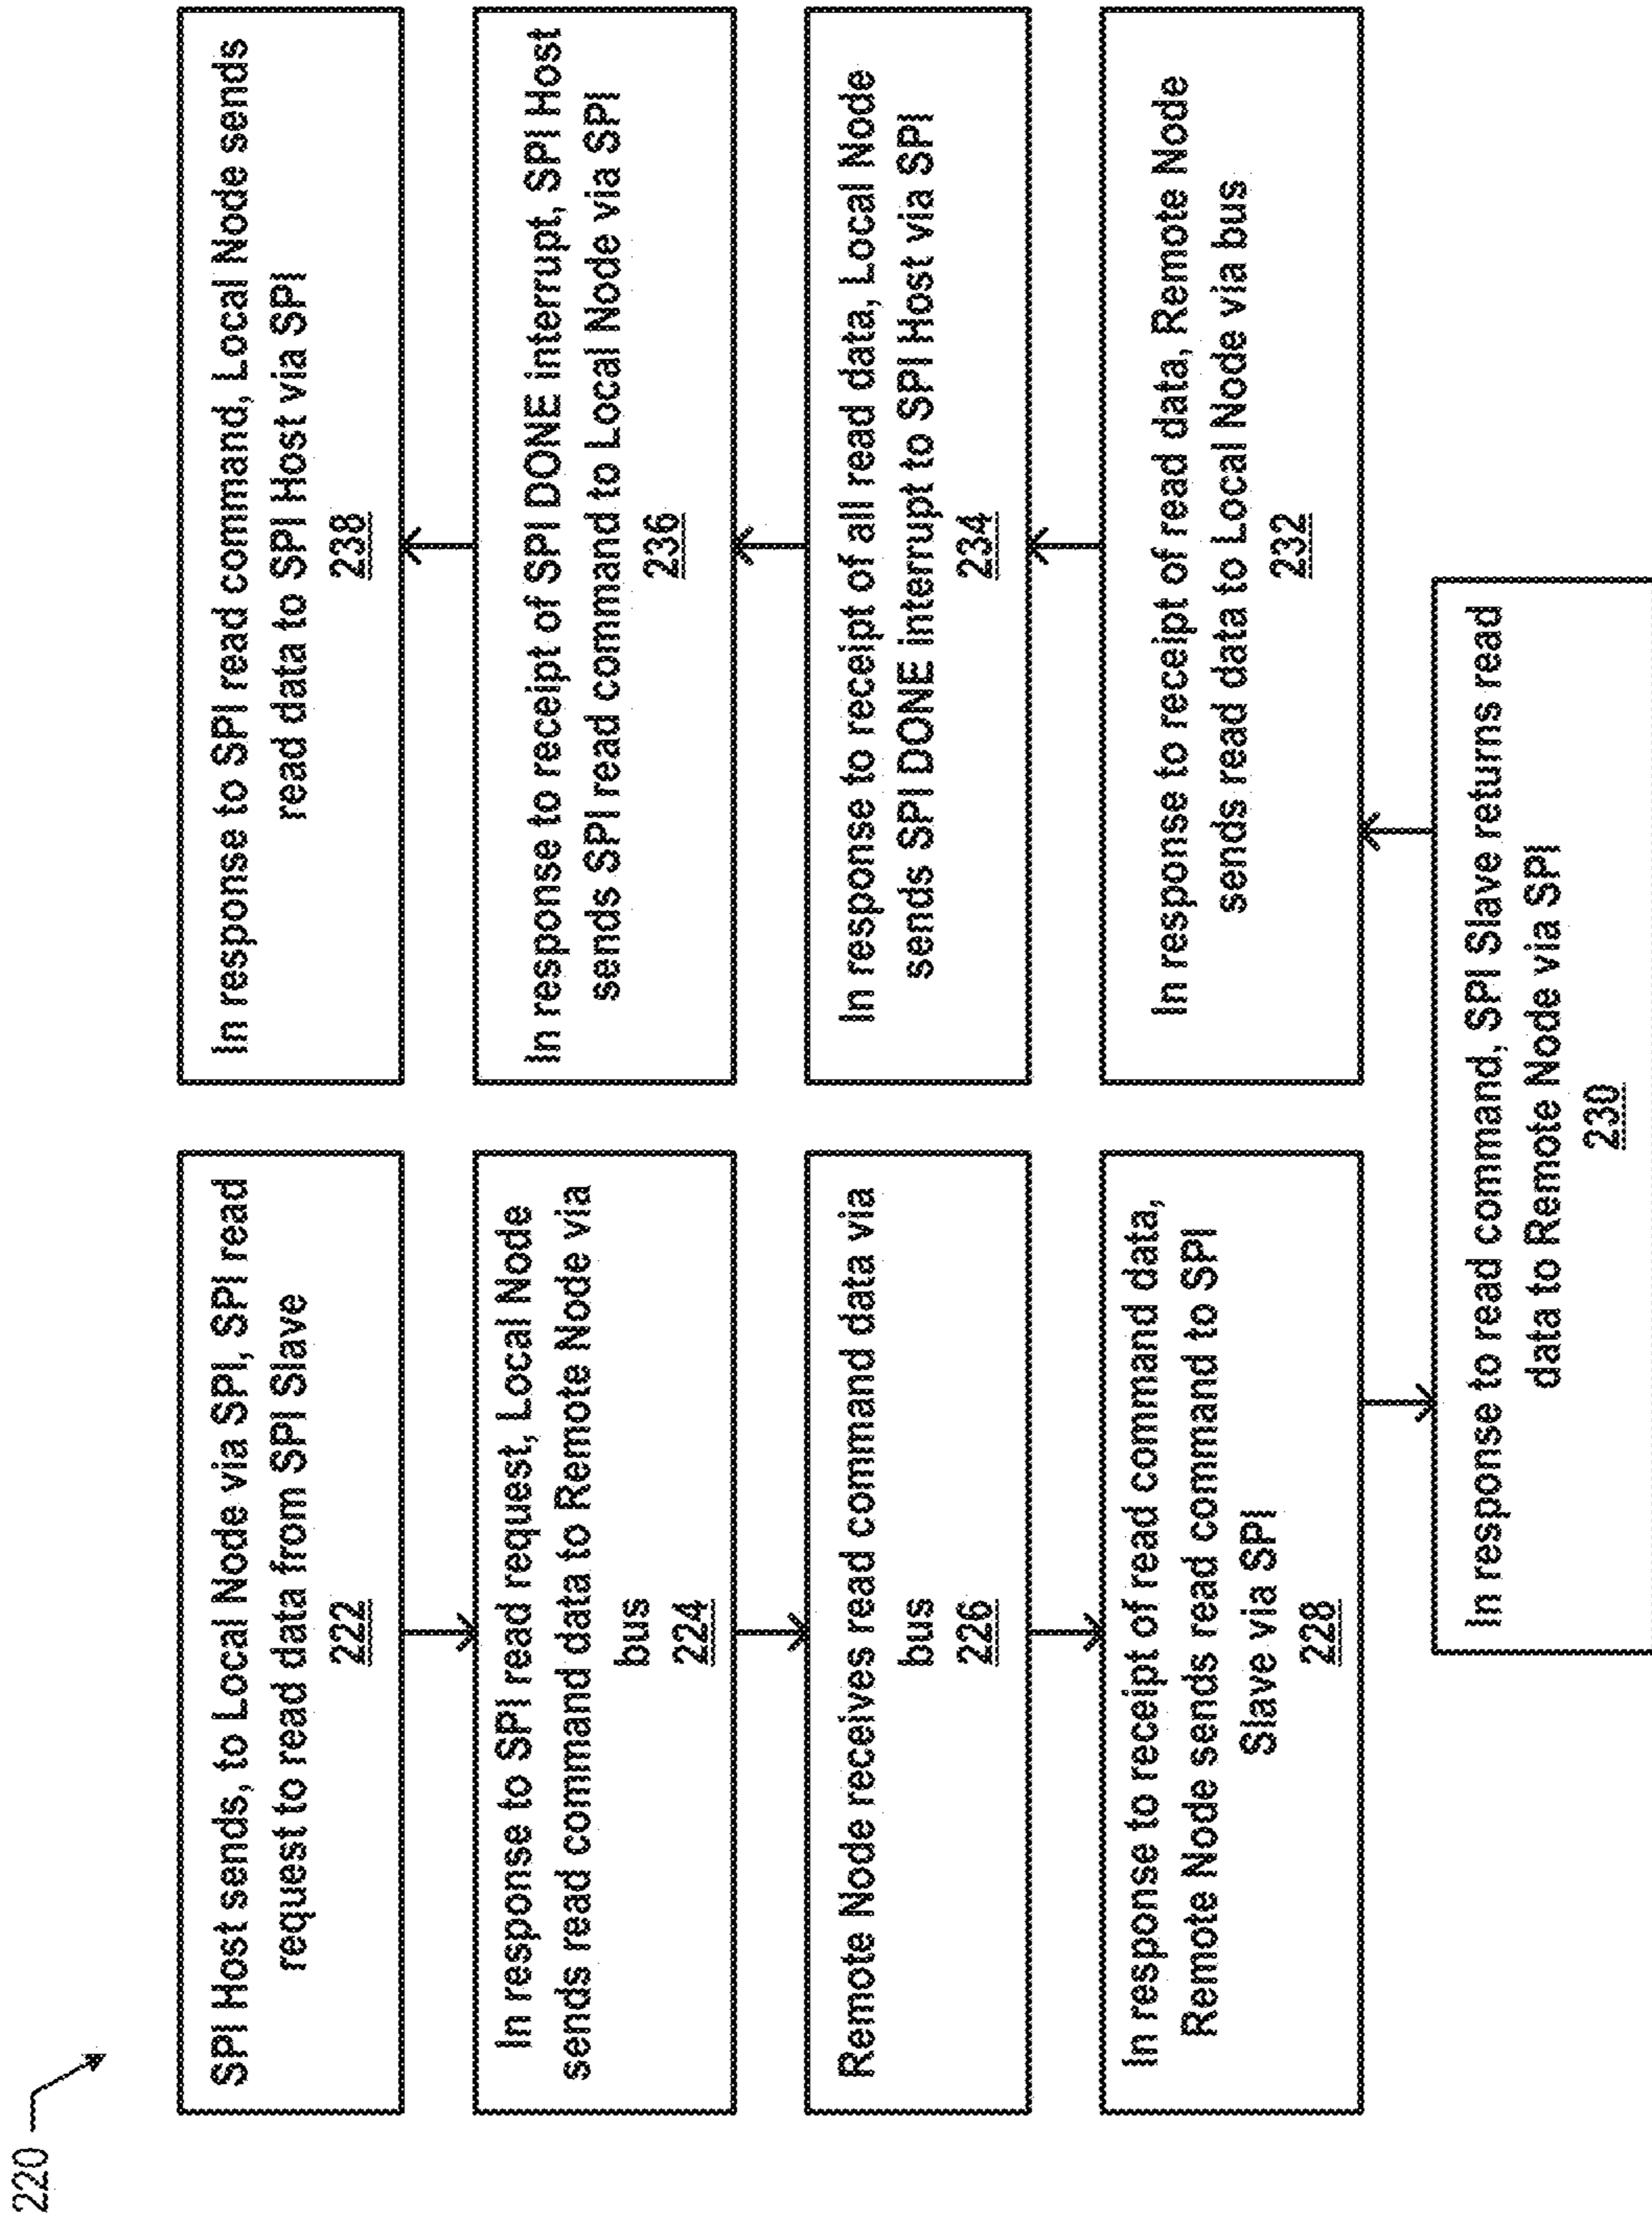 220
SPI Host sends, to Local Node via SPI, SPI read
request to read data from SPI Slave
222
In response to SPI read request, Local Node
sends read command data to Remote Node via
bus
224
Remote Node receives read command data via
bus
226
In response to receipt of read command data,
Remote Node sends read command to SPI
Slave via SPI
228
In response to read command, SPI Slave returns read
data to Remote Node via SPI
230
In response to receipt of read data, Remote Node
sends read data to Local Node via bus
232
In response to receipt of all read data, Local Node
sends SPI DONE interrupt to SPI Host via SPI
234
In response to receipt of SPI DONE interrupt, SPI Host
sends SPI read command to Local Node via SPI
236
In response to SPI read command, Local Node sends
read data to SPI Host via SPI
238